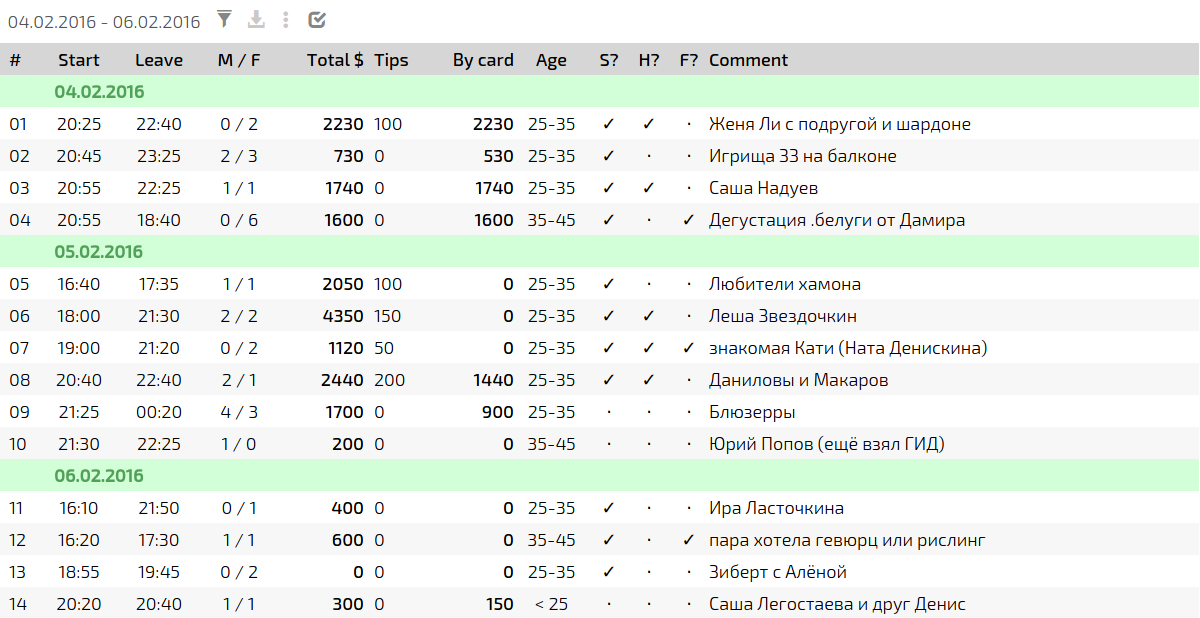 04.02.2016 - 06.02.2016
# Start Leave M / F Total $ Tips By card Age S? H? F? Comment
04.02.2016
01 20:25 22:40 0 / 2 2230 100 2230 25-35 ✓ ✓ · Женя Ли с подругой и шардоне
02 20:45 23:25 2 / 3 730 0 530 25-35 ✓ · · Игрища 33 на балконе
03 20:55 22:25 1 / 1 1740 0 1740 25-35 ✓ ✓ · Саша Надуев
04 20:55 18:40 0 / 6 1600 0 1600 35-45 ✓ · ✓ Дегустация .белуги от Дамира
05.02.2016
05 16:40 17:35 1 / 1 2050 100 0 25-35 ✓ · · Любители хамона
06 18:00 21:30 2 / 2 4350 150 0 25-35 ✓ ✓ · Леша Звездочкин
07 19:00 21:20 0 / 2 1120 50 0 25-35 ✓ ✓ ✓ знакомая Кати (Ната Денискина)
08 20:40 22:40 2 / 1 2440 200 1440 25-35 ✓ ✓ · Даниловы и Макаров
09 21:25 00:20 4 / 3 1700 0 900 25-35 · · · Блюзерры
10 21:30 22:25 1 / 0 200 0 0 35-45 · · · Юрий Попов (ещё взял ГИД)
06.02.2016
11 16:10 21:50 0 / 1 400 0 0 25-35 ✓ · · Ира Ласточкина
12 16:20 17:30 1 / 1 600 0 0 35-45 ✓ · ✓ пара хотела гевюрц или рислинг
13 18:55 19:45 0 / 2 0 0 0 25-35 ✓ · · Зиберт с Алёной
14 20:20 20:40 1 / 1 300 0 150 < 25 · · · Саша Легостаева и друг Денис